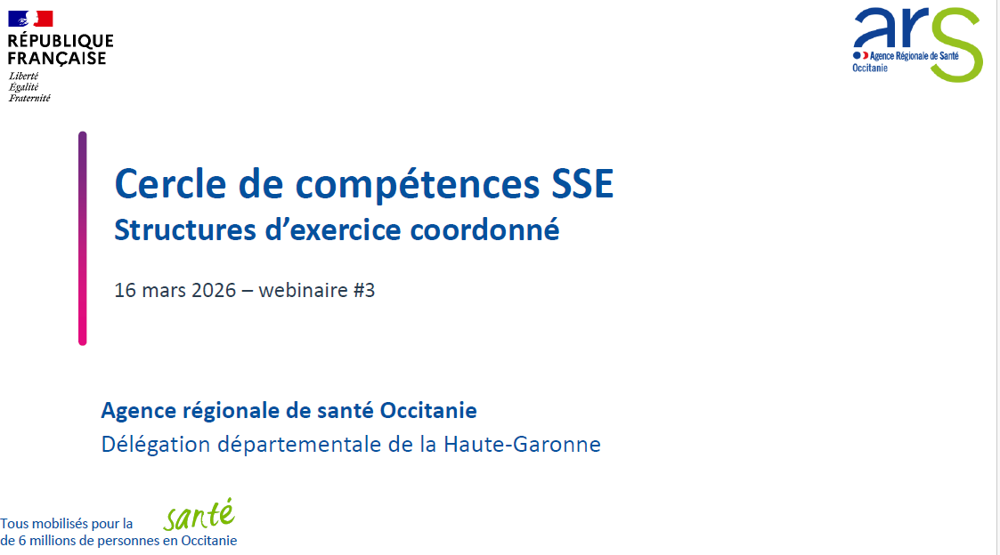 RÉPUBLIQUE
FRANÇAISE
Liberté
Égalité
Fraternité
ars
Agence Régionale de Santé
Occitanie
Cercle de compétences SSE
Structures d’exercice coordonné
16 mars 2026 – webinaire #3
Agence régionale de santé Occitanie
Délégation départementale de la Haute-Garonne
Tous mobilisés pour la santé
de 6 millions de personnes en Occitanie